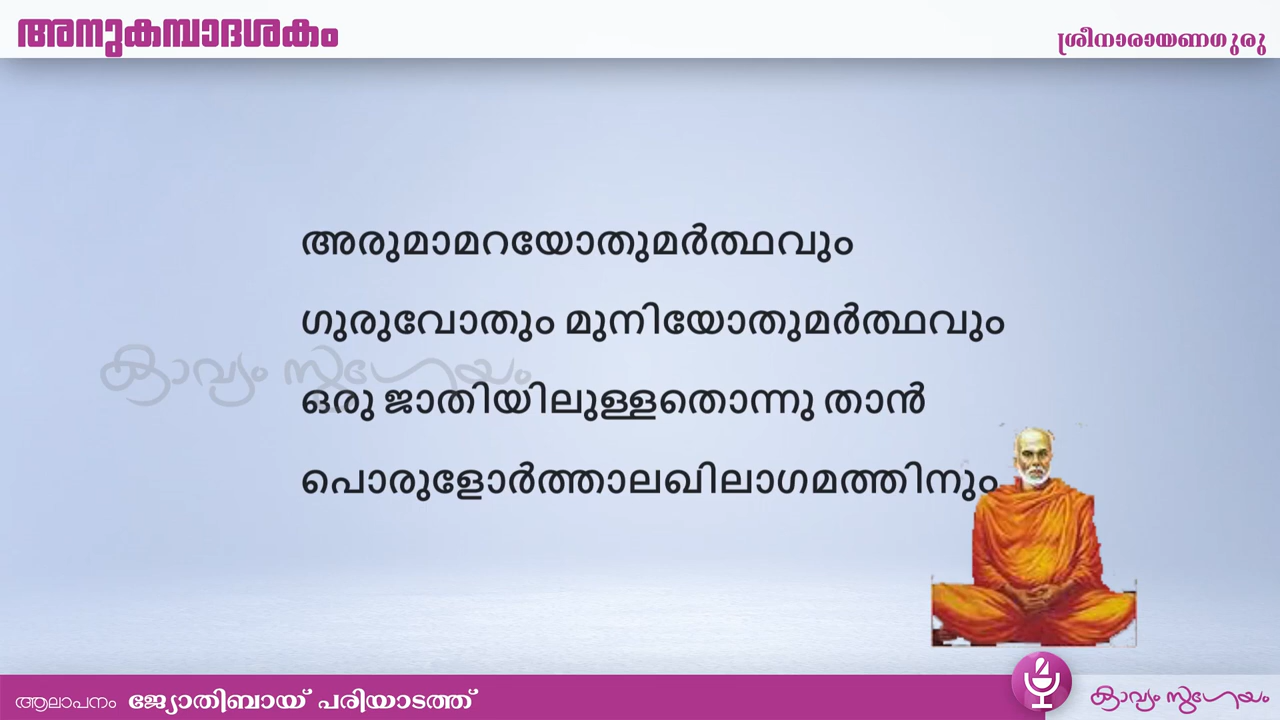 അനുകമ്പാദശകം
ശ്രീനാരായണഗുരു
അരുമാമറയോതുമർത്ഥവും
ഗുരുവോതും മുനിയോതുമർത്ഥവും
കാവ്യം സുഗേയം
ഒരു ജാതിയിലുള്ളതൊന്നു താൻ
പൊരുളോർത്താലഖിലാഗമത്തിനും
ആലാപനം ജ്യോതിബായ് പരിയാടത്ത്
കാവ്യം സുഗേയം